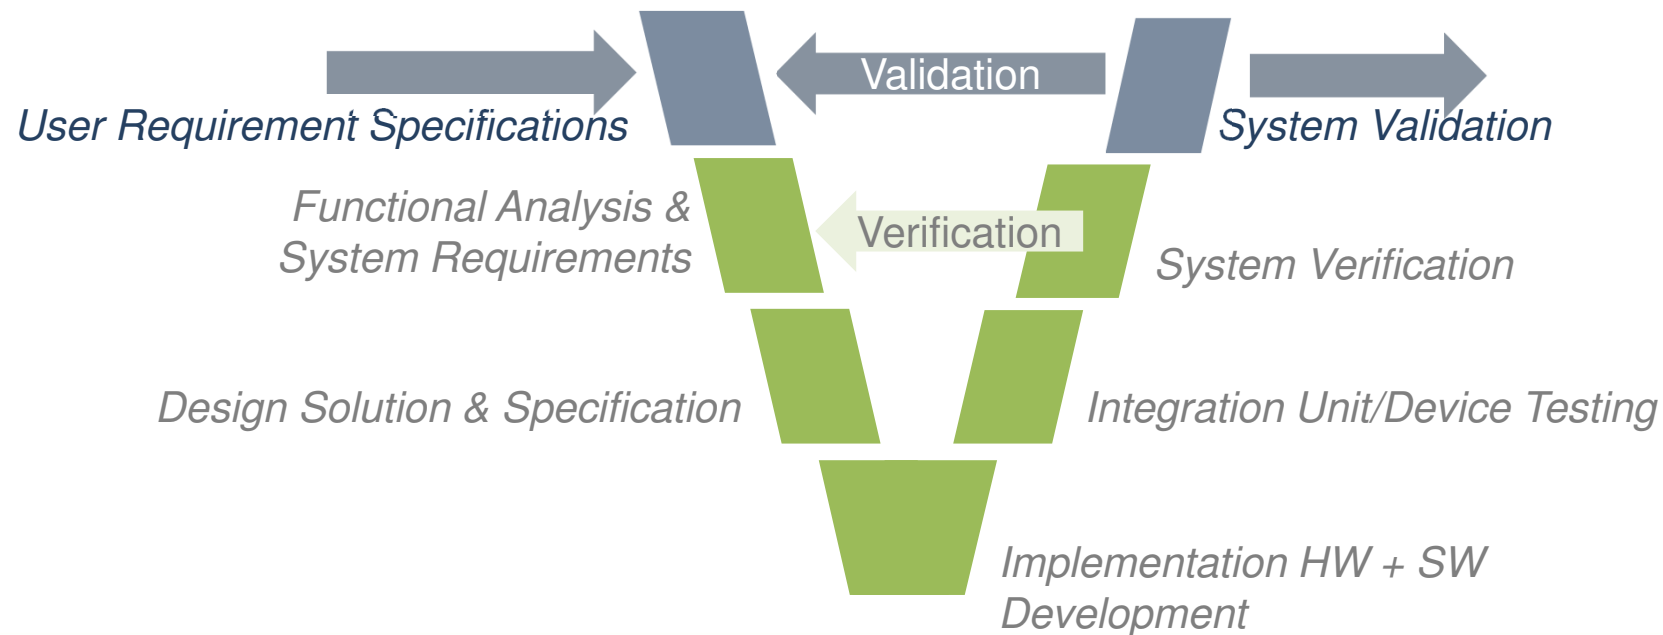 Validation
User Requirement Specifications
System Validation
Functional Analysis &
System Requirements
Verification
System Verification
Design Solution & Specification
Integration Unit/Device Testing
Implementation HW + SW
Development